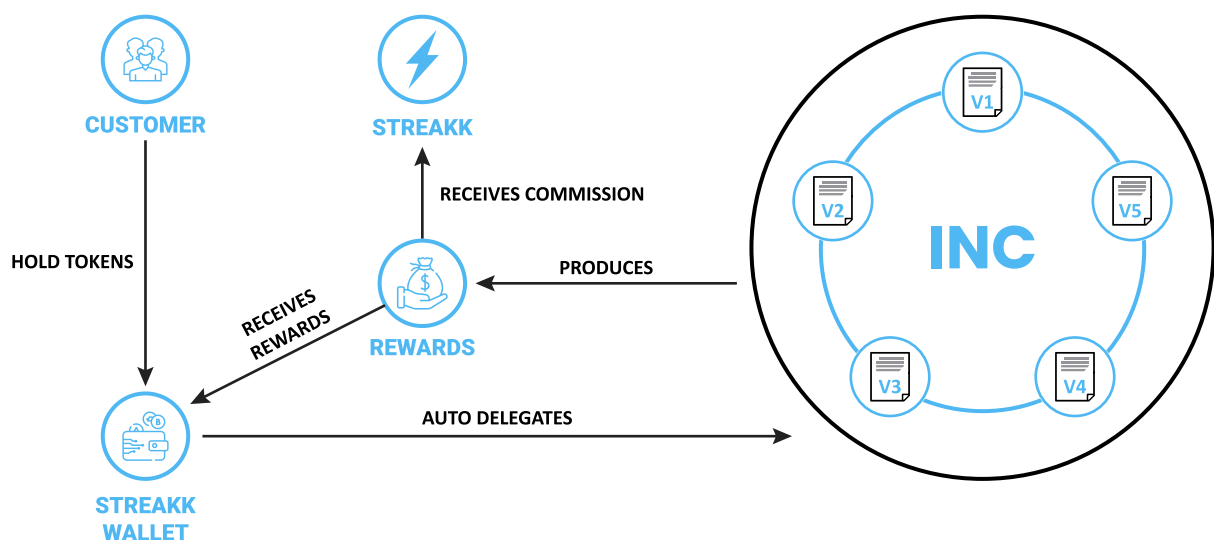 CUSTOMER
STREAKK
V1
V2
V5
INC
V3
V4
HOLD TOKENS
RECEIVES COMMISSION
PRODUCES
$
REWARDS
RECEIVES
REWARDS
AUTO DELEGATES
A
B
STREAKK
WALLET